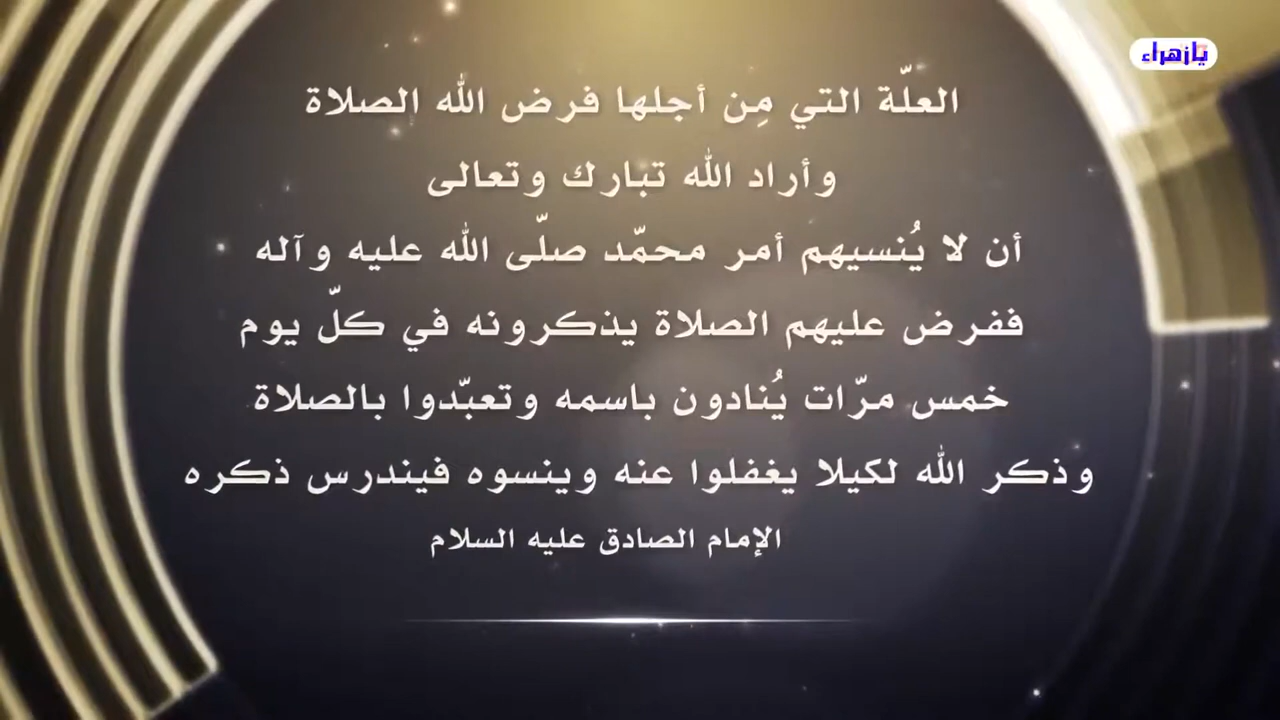 يازهراء
العلّة التي مِن أجلها فرض الله الصلاة
وأراد الله تبارك وتعالى
أن لا يُنسيهم أمر محمّد صلّى الله عليه وآله
ففرض عليهم الصلاة يذكرونه في كلّ يوم
خمس مرّات يُنادون باسمه وتعبّدوا بالصلاة
وذكر الله لكيلا يغفلوا عنه وينسوه فيندرس ذكره
الإمام الصادق عليه السلام